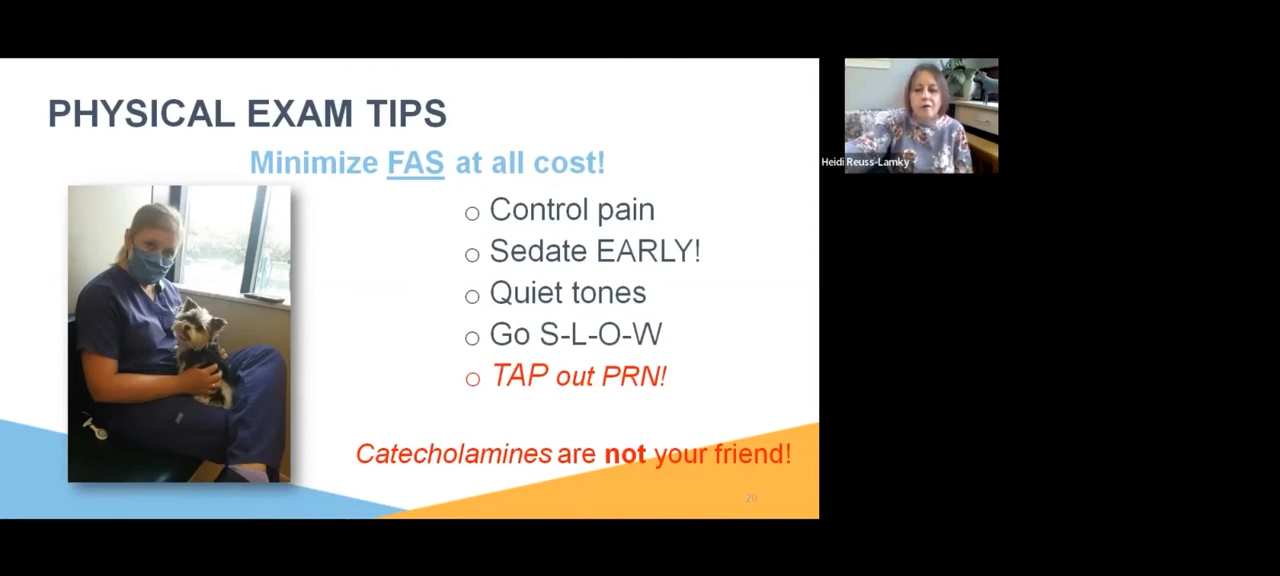 PHYSICAL EXAM TIPS
Minimize FAS at all cost!
Control pain
Sedate EARLY!
Quiet tones
Go S-L-O-W
TAP out PRN!
Catecholamines are not your friend!
20
Heidi Reuss-Lamky